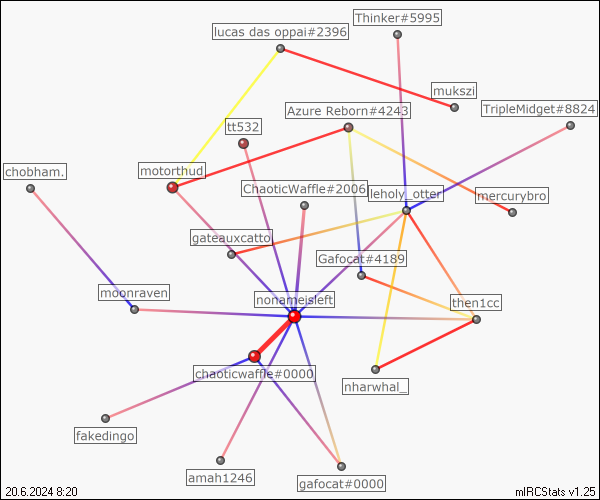 Thinker#5995
lucas das oppai#2396
mukszi
TripleMidget#8824
Azure Reborn#4243
tt532
chobham.
motorthud
ChaoticWaffle#2006
leholy_otter
mercurybro
gateauxcatto
Gafocat#4189
moonraven
nonameisleft
then1cc
chaoticwaffle#0000
nharwhal_
fakedingo
amah1246
gafocat#0000
20.6.2024 8:20
mIRCStats v1.25